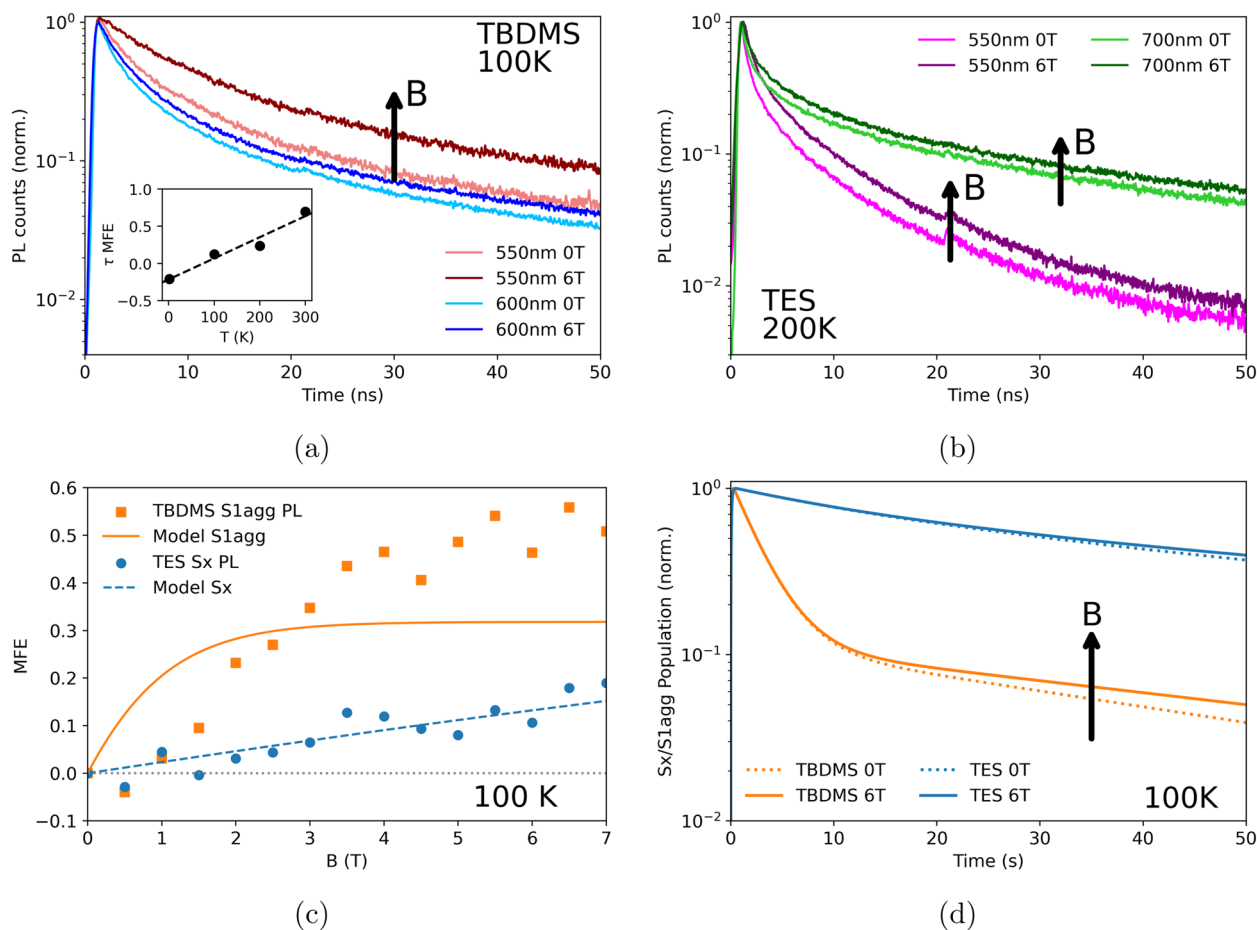 TBDMS
100K
B
PL counts (norm.)
10⁰
10⁻¹
10⁻²
τ MFE
1.0
0.5
0.0
−0.5
0 100 200 300
T (K)
550nm 0T
550nm 6T
600nm 0T
600nm 6T
10 20 30 40 50
Time (ns)
(a)
550nm 0T 700nm 0T
550nm 6T 700nm 6T
B
B
TES
200K
PL counts (norm.)
10⁰
10⁻¹
10⁻²
0 10 20 30 40 50
Time (ns)
(b)
TBDMS S1agg PL
Model S1agg
TES Sx PL
Model Sx
MFE
0.6
0.5
0.4
0.3
0.2
0.1
0.0
−0.1
100 K
0 1 2 3 4 5 6 7
B (T)
(c)
Sx/S1agg Population (norm.)
10⁰
10⁻¹
10⁻²
B
TBDMS 0T TES 0T
TBDMS 6T TES 6T
100K
0 10 20 30 40 50
Time (s)
(d)